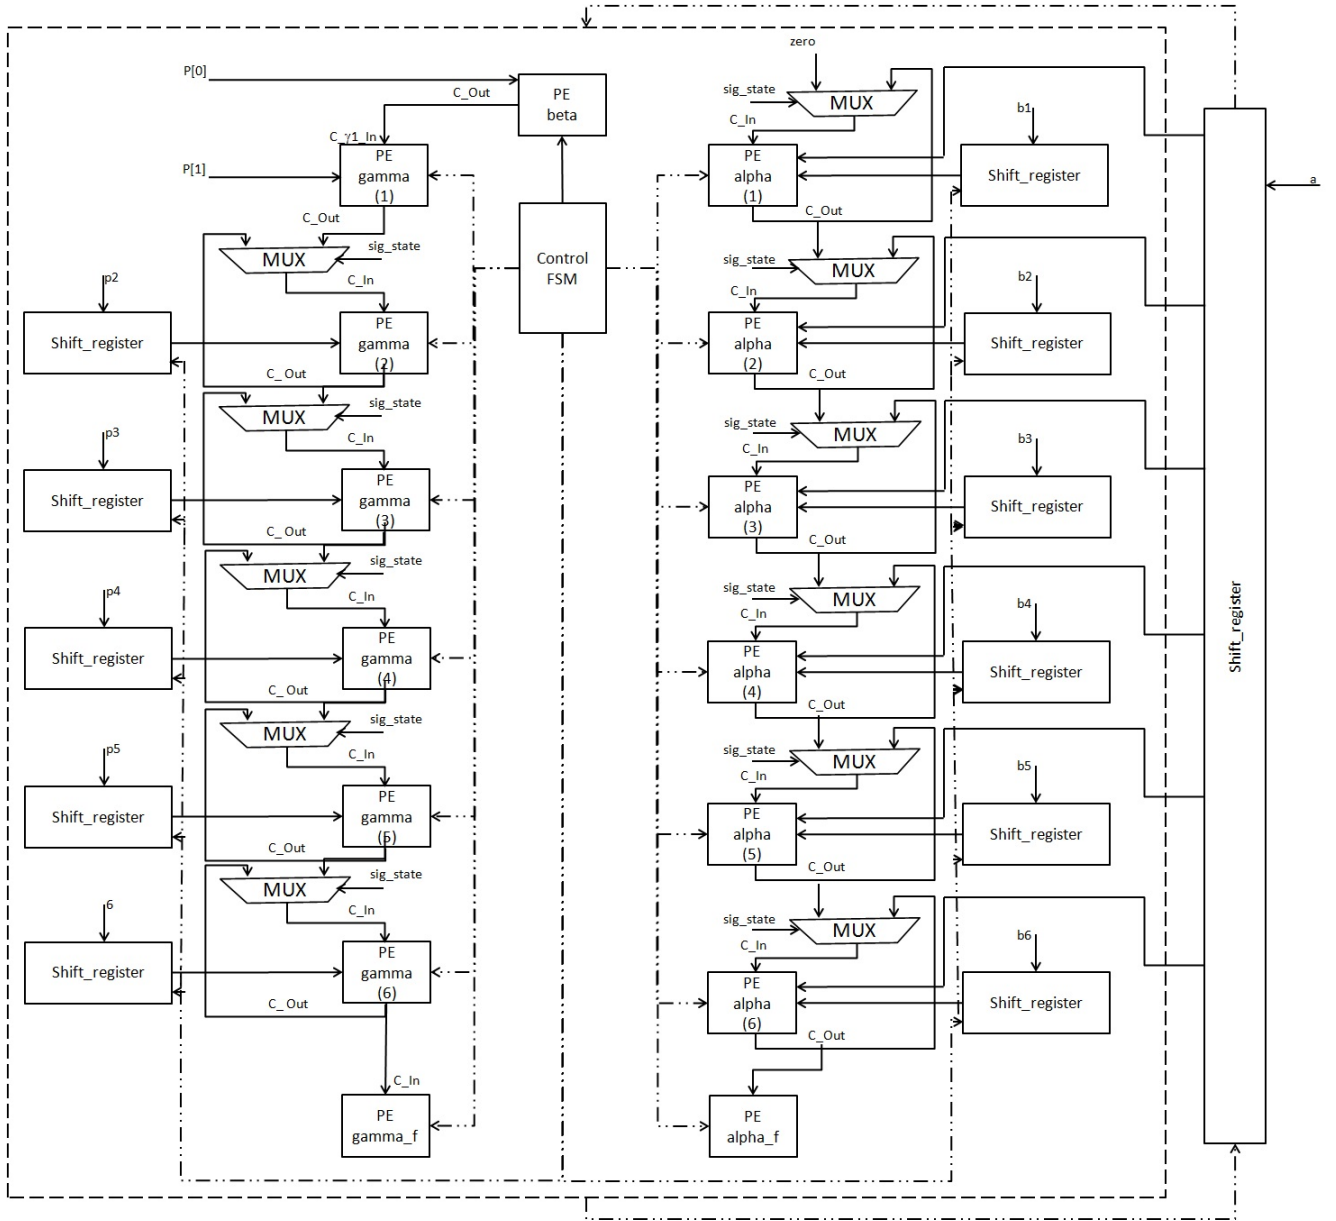 zero
P[0]
PE
beta
C_Out
sig_state
MUX
C_In
b1
C_γ1_In
PE
gamma
(1)
P[1]
PE
alpha
(1)
Shift_register
a
C_Out
C_Out
MUX
sig_state
Control
FSM
sig_state
MUX
C_In
C_In
b2
p2
Shift_register
PE
gamma
(2)
PE
alpha
(2)
Shift_register
C_Out
C_Out
MUX
sig_state
sig_state
MUX
C_In
C_In
b3
p3
Shift_register
PE
gamma
(3)
PE
alpha
(3)
Shift_register
C_Out
C_Out
MUX
sig_state
sig_state
MUX
C_In
C_In
b4
p4
Shift_register
PE
gamma
(4)
PE
alpha
(4)
Shift_register
Shift_register
C_Out
C_Out
MUX
sig_state
sig_state
MUX
C_In
C_In
b5
p5
Shift_register
PE
gamma
(5)
PE
alpha
(5)
Shift_register
C_Out
C_Out
MUX
sig_state
sig_state
MUX
C_In
C_In
b6
6
Shift_register
PE
gamma
(6)
PE
alpha
(6)
Shift_register
C_Out
C_Out
C_In
PE
gamma_f
PE
alpha_f